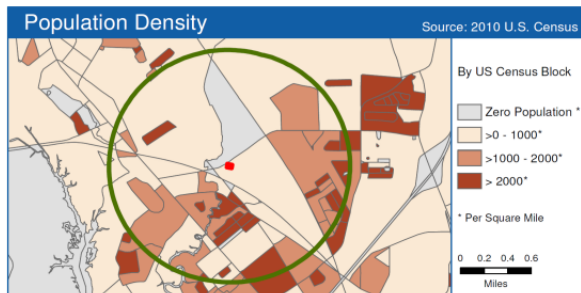 Population Density
Source: 2010 U.S. Census
By US Census Block
Zero Population *
>0 - 1000*
>1000 - 2000*
> 2000*
* Per Square Mile
0 0.2 0.4 0.6
Miles